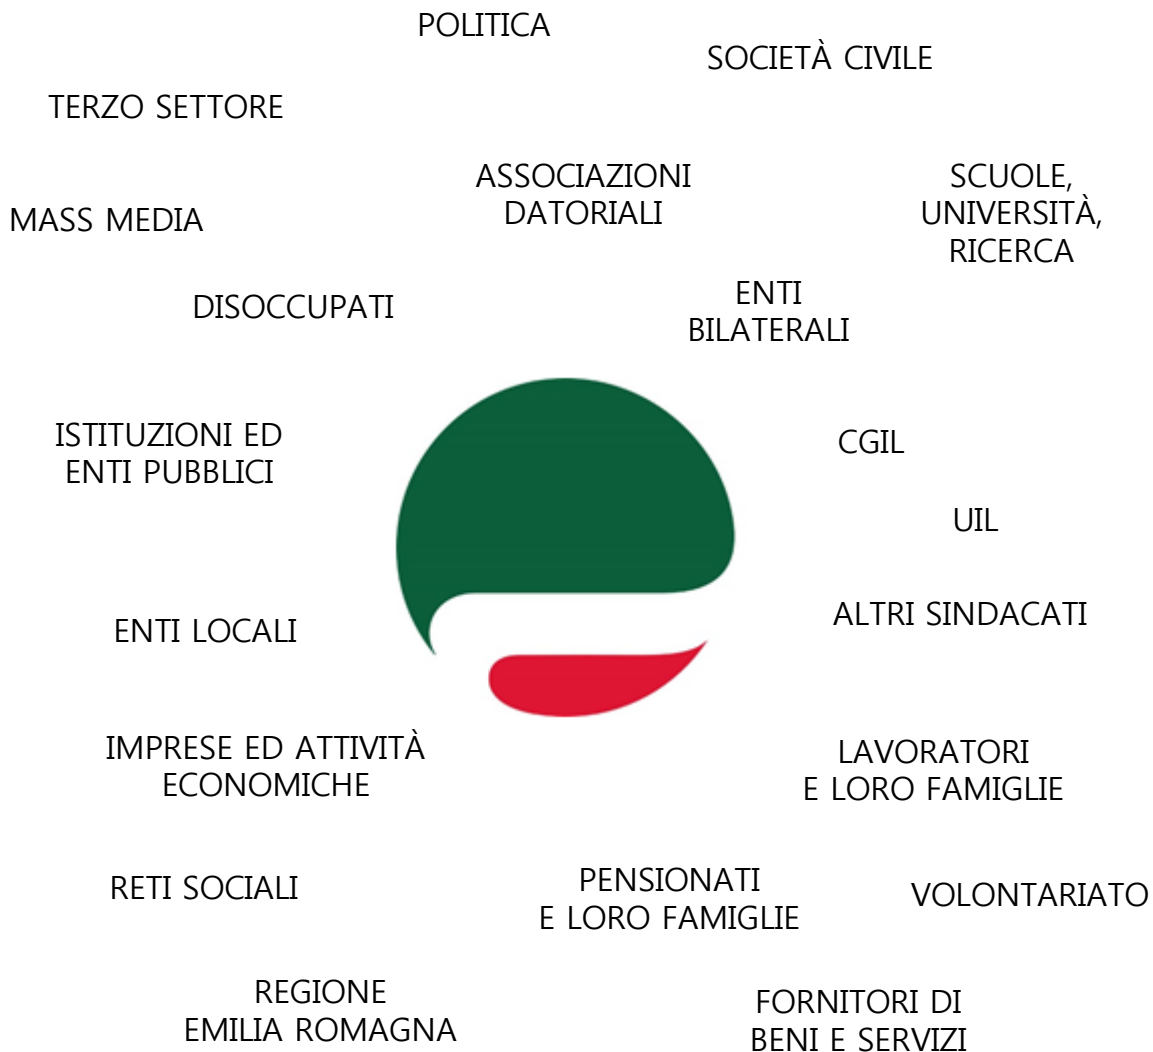 POLITICA
SOCIETÀ CIVILE
TERZO SETTORE
ASSOCIAZIONI
DATORIALI
SCUOLE,
UNIVERSITÀ,
RICERCA
MASS MEDIA
DISOCCUPATI
ENTI
BILATERALI
ISTITUZIONI ED
ENTI PUBBLICI
CGIL
UIL
ENTI LOCALI
ALTRI SINDACATI
IMPRESE ED ATTIVITÀ
ECONOMICHE
LAVORATORI
E LORO FAMIGLIE
RETI SOCIALI
PENSIONATI
E LORO FAMIGLIE
VOLONTARIATO
REGIONE
EMILIA ROMAGNA
FORNITORI DI
BENI E SERVIZI